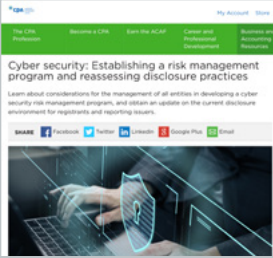 CPA
My Account Store
The CPA Profession
Become a CPA
Earn the ACAF
Career and Professional Development
Business and Accounting Resources
Cyber security: Establishing a risk management
program and reassessing disclosure practices
Learn about considerations for the management of all entities in developing a cyber
security risk management program, and obtain an update on the current disclosure
environment for registrants and reporting issuers.
SHARE Facebook Twitter LinkedIn Google Plus Email